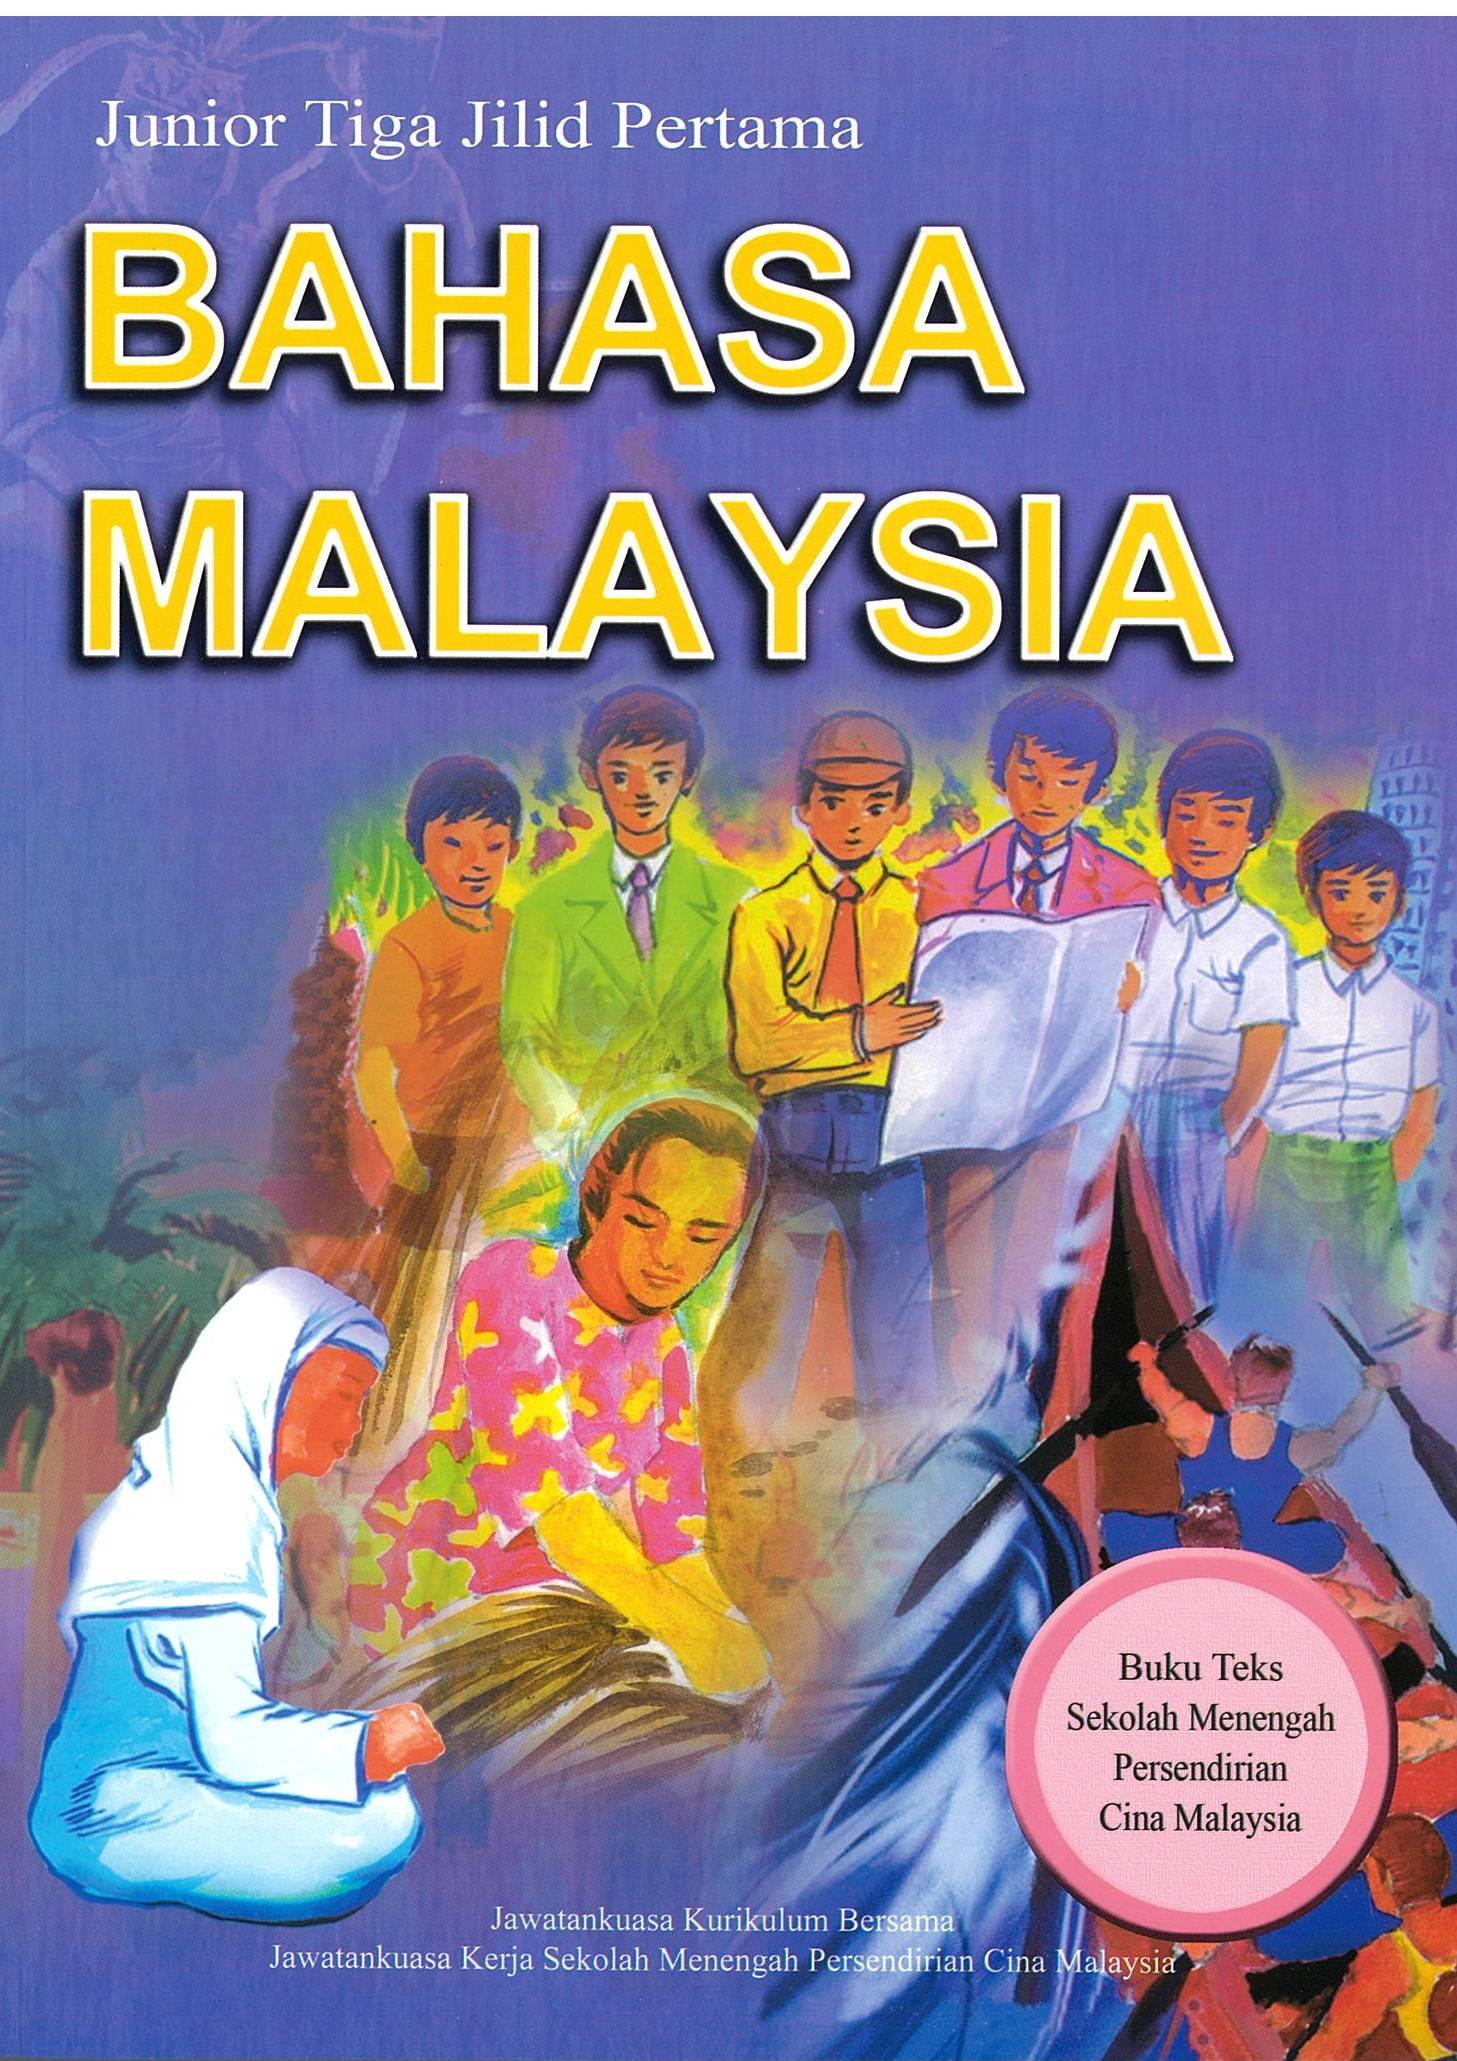 Junior Tiga Jilid Pertama
BAHASA
MALAYSIA
Buku Teks
Sekolah Menengah
Persendirian
Cina Malaysia
Jawatankuasa Kurikulum Bersama
Jawatankuasa Kerja Sekolah Menengah Persendirian Cina Malaysia